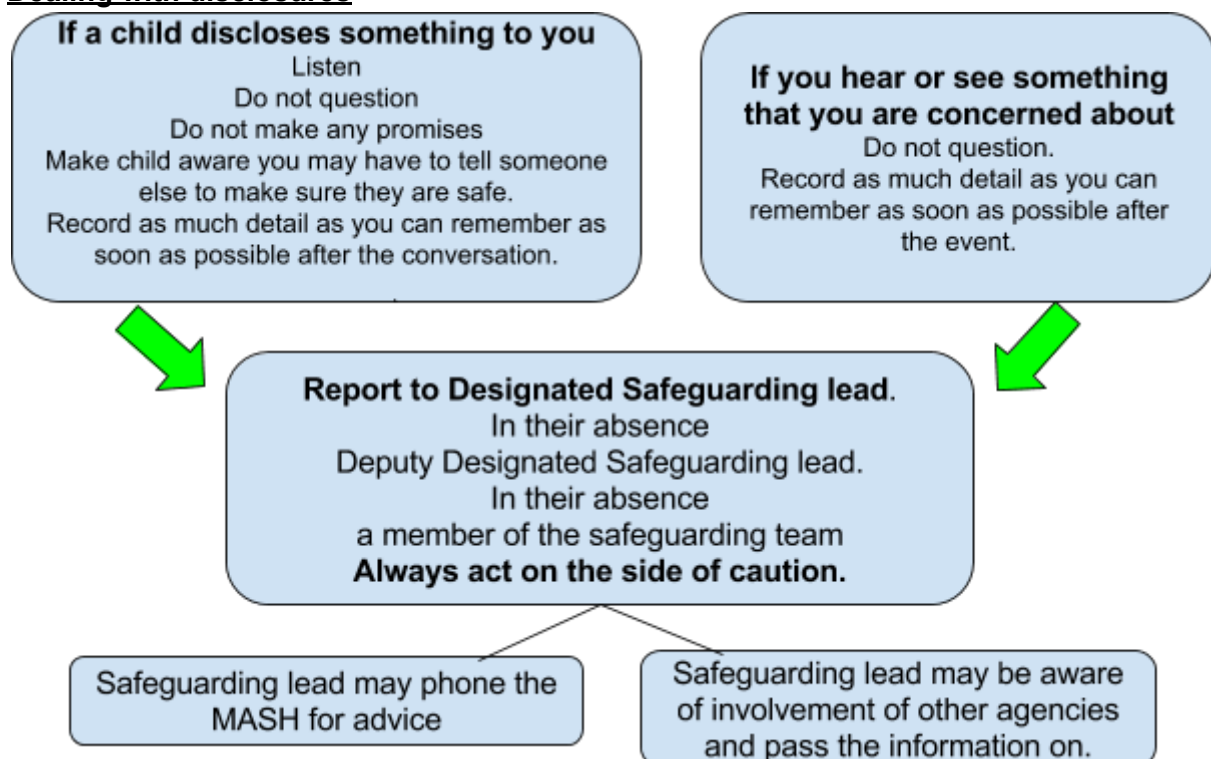 Dealing with disclosures
If a child discloses something to you
Listen
Do not question
Do not make any promises
Make child aware you may have to tell someone
else to make sure they are safe.
Record as much detail as you can remember as
soon as possible after the conversation.
If you hear or see something
that you are concerned about
Do not question.
Record as much detail as you can
remember as soon as possible after
the event.
Report to Designated Safeguarding lead.
In their absence
Deputy Designated Safeguarding lead.
In their absence
a member of the safeguarding team
Always act on the side of caution.
Safeguarding lead may phone the
MASH for advice
Safeguarding lead may be aware
of involvement of other agencies
and pass the information on.